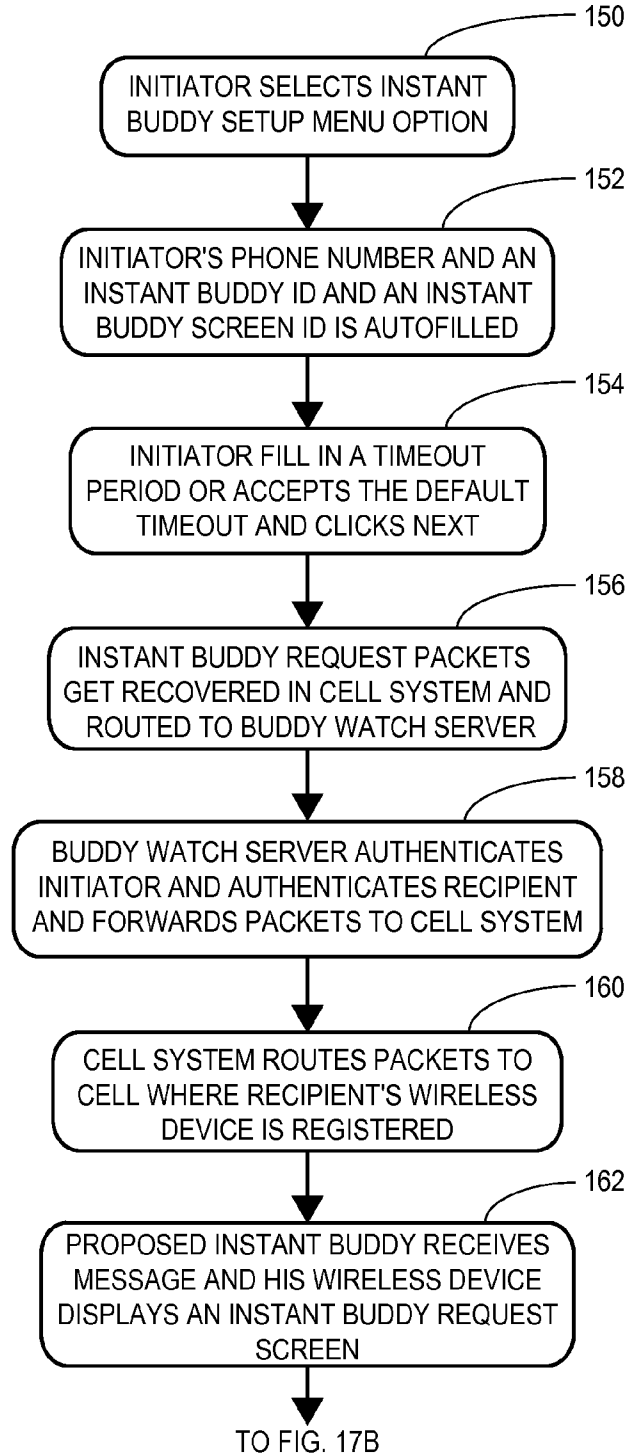 150
INITIATOR SELECTS INSTANT
BUDDY SETUP MENU OPTION
152
INITIATOR'S PHONE NUMBER AND AN
INSTANT BUDDY ID AND AN INSTANT
BUDDY SCREEN ID IS AUTOFILLED
154
INITIATOR FILL IN A TIMEOUT
PERIOD OR ACCEPTS THE DEFAULT
TIMEOUT AND CLICKS NEXT
156
INSTANT BUDDY REQUEST PACKETS
GET RECOVERED IN CELL SYSTEM AND
ROUTED TO BUDDY WATCH SERVER
158
BUDDY WATCH SERVER AUTHENTICATES
INITIATOR AND AUTHENTICATES RECIPIENT
AND FORWARDS PACKETS TO CELL SYSTEM
160
CELL SYSTEM ROUTES PACKETS TO
CELL WHERE RECIPIENT'S WIRELESS
DEVICE IS REGISTERED
162
PROPOSED INSTANT BUDDY RECEIVES
MESSAGE AND HIS WIRELESS DEVICE
DISPLAYS AN INSTANT BUDDY REQUEST
SCREEN
TO FIG. 17B